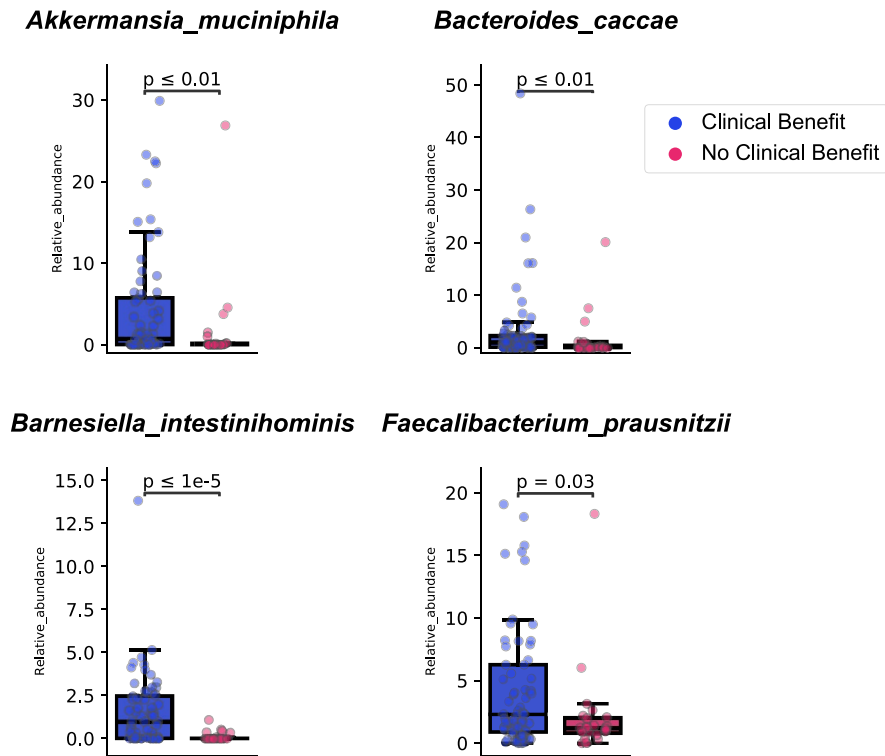 Akkermansia_muciniphila
p ≤ 0.01
30
20
10
0
Relative_abundance
Bacteroides_caccae
p ≤ 0.01
50
40
30
20
10
0
Relative_abundance
Clinical Benefit
No Clinical Benefit
Barnesiella_intestinihominis
p ≤ 1e-5
15.0
12.5
10.0
7.5
5.0
2.5
0.0
Relative_abundance
Faecalibacterium_prausnitzii
p = 0.03
20
15
10
5
0
Relative_abundance